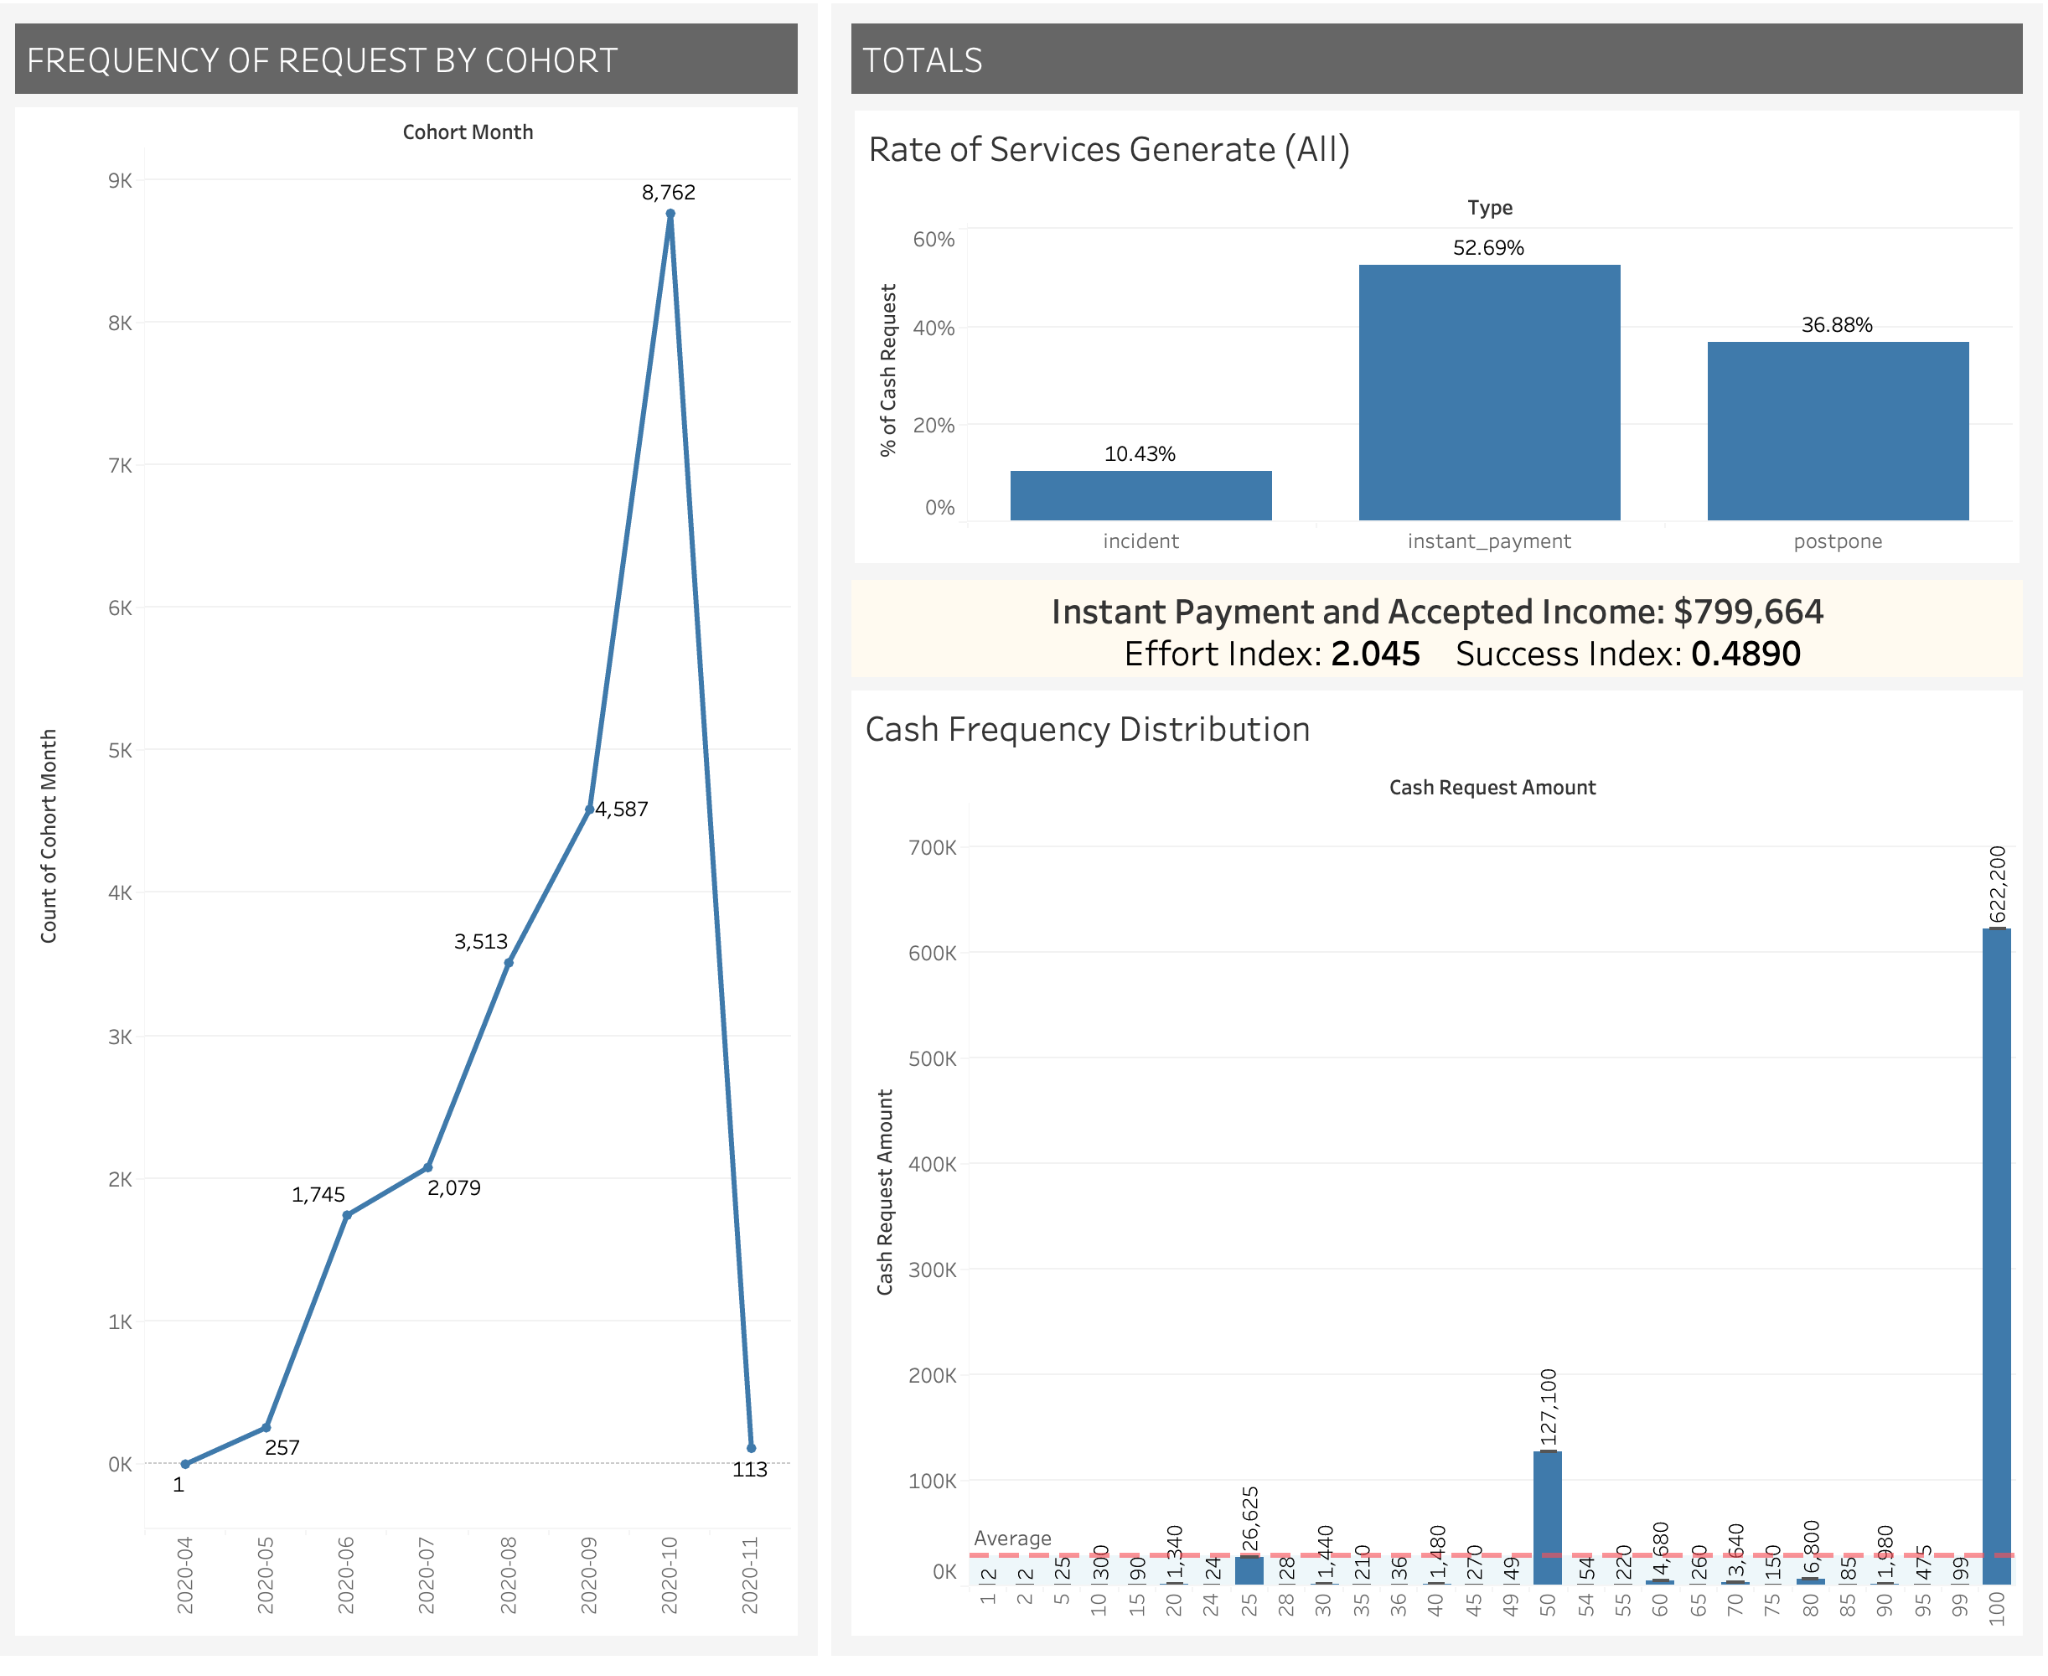 FREQUENCY OF REQUEST BY COHORT
Cohort Month
Count of Cohort Month
9K
8K
7K
6K
5K
4K
3K
2K
1K
0K
1
257
1,745
2,079
3,513
4,587
8,762
113
2020-04
2020-05
2020-06
2020-07
2020-08
2020-09
2020-10
2020-11
TOTALS
Rate of Services Generate (All)
Type
% of Cash Request
60%
40%
20%
0%
10.43%
52.69%
36.88%
incident
instant_payment
postpone
Instant Payment and Accepted Income: $799,664
Effort Index: 2.045 Success Index: 0.4890
Cash Frequency Distribution
Cash Request Amount
Cash Request Amount
700K
600K
500K
400K
300K
200K
100K
0K
Average
2
2
25
300
90
1,340
24
26,625
28
1,440
210
36
1,480
270
49
127,100
54
220
4,680
260
3,640
150
6,800
85
1,980
475
99
622,200
1
2
5
10
15
20
24
25
28
30
35
36
40
45
49
50
54
55
60
65
70
75
80
85
90
95
99
100